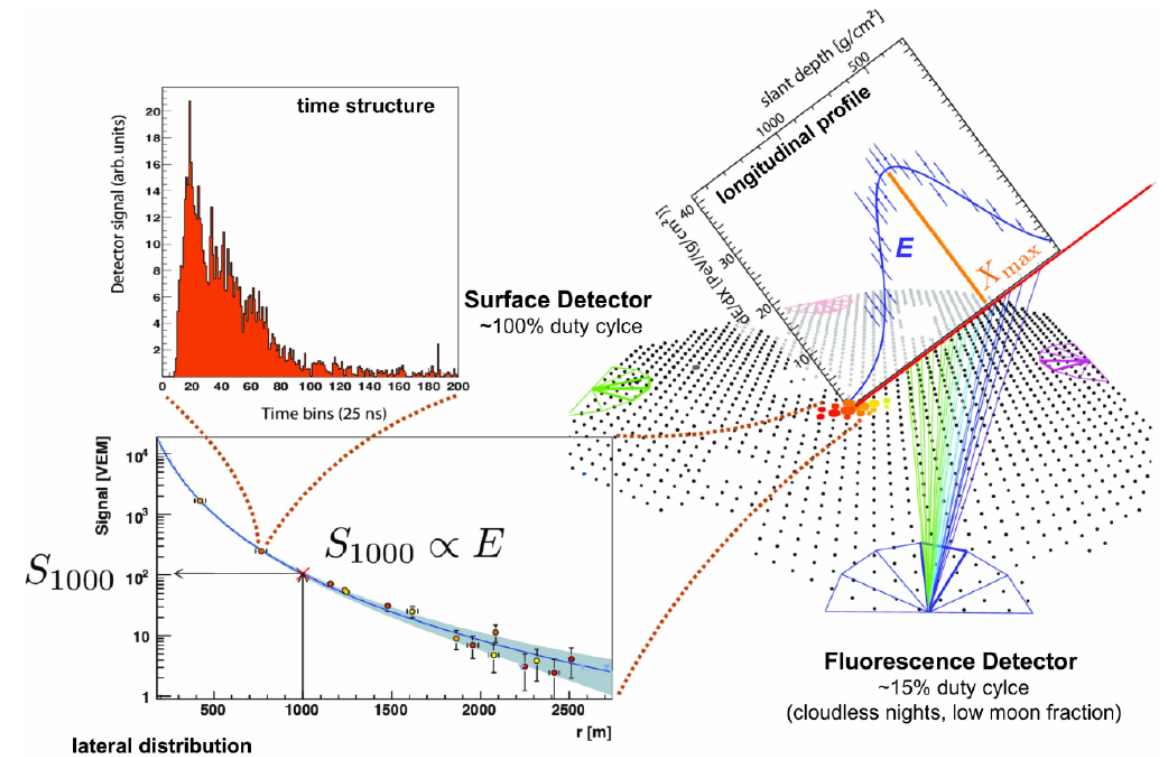 time structure
Detector signal (arb. units)
20
18
16
14
12
10
8
6
4
2
0 20 40 60 80 100 120 140 160 180 200
Time bins (25 ns)
Surface Detector
~100% duty cylce
slant depth [g/cm²]
500
1000
longitudinal profile
40
30
20
10
dE/dX [PeV/(g/cm²)]
E
Xmax
Signal [VEM]
10⁴
10³
10²
10
1
S1000 ∝ E
S1000
500 1000 1500 2000 2500
r [m]
lateral distribution
Fluorescence Detector
~15% duty cylce
(cloudless nights, low moon fraction)